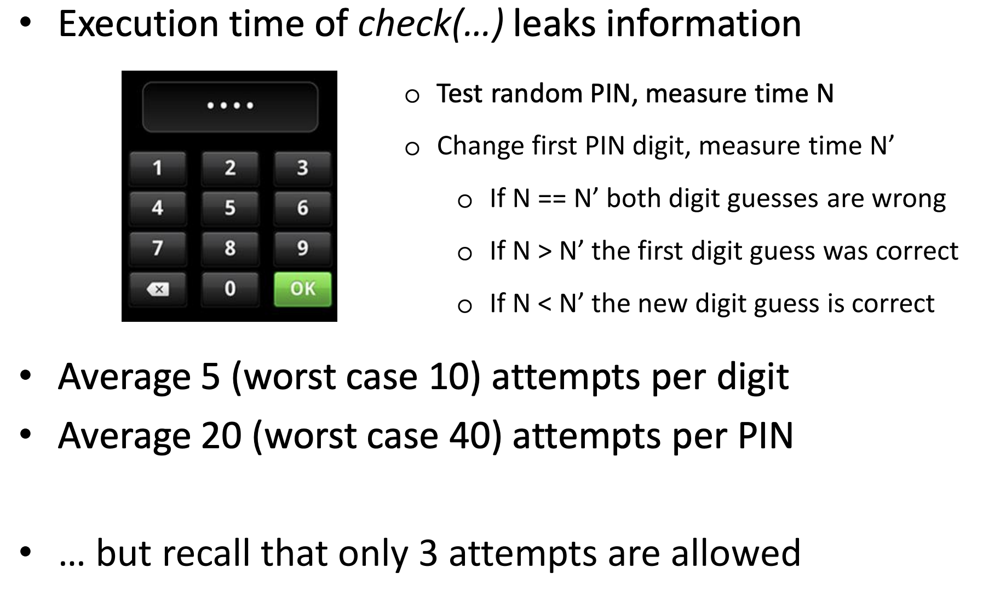 • Execution time of check(...) leaks information
••••
1 2 3
4 5 6
7 8 9
0 OK
○ Test random PIN, measure time N
○ Change first PIN digit, measure time N’
○ If N == N’ both digit guesses are wrong
○ If N > N’ the first digit guess was correct
○ If N < N’ the new digit guess is correct
• Average 5 (worst case 10) attempts per digit
• Average 20 (worst case 40) attempts per PIN
• ... but recall that only 3 attempts are allowed